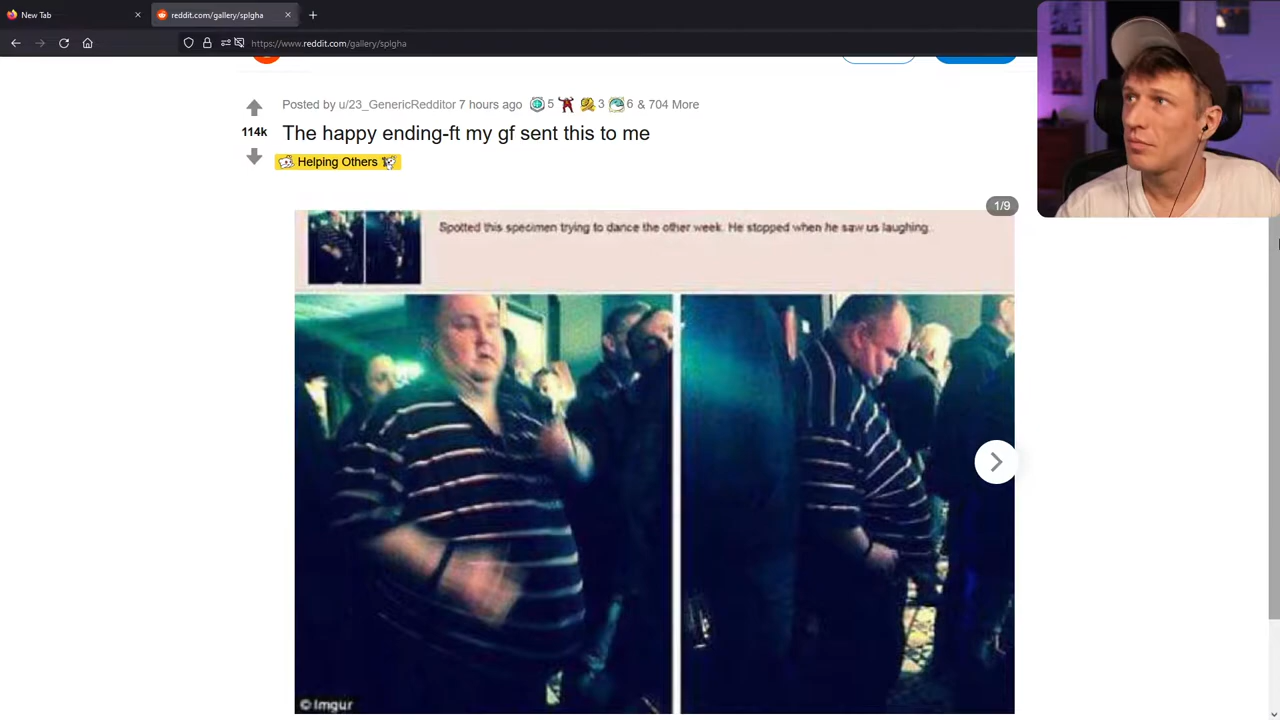 New Tab
reddit.com/gallery/splgha
https://www.reddit.com/gallery/splgha
Posted by u/23_GenericRedditor 7 hours ago 5 3 6 & 704 More
114k
The happy ending-ft my gf sent this to me
Helping Others
1/9
Spotted this specimen trying to dance the other week. He stopped when he saw us laughing.
© Imgur